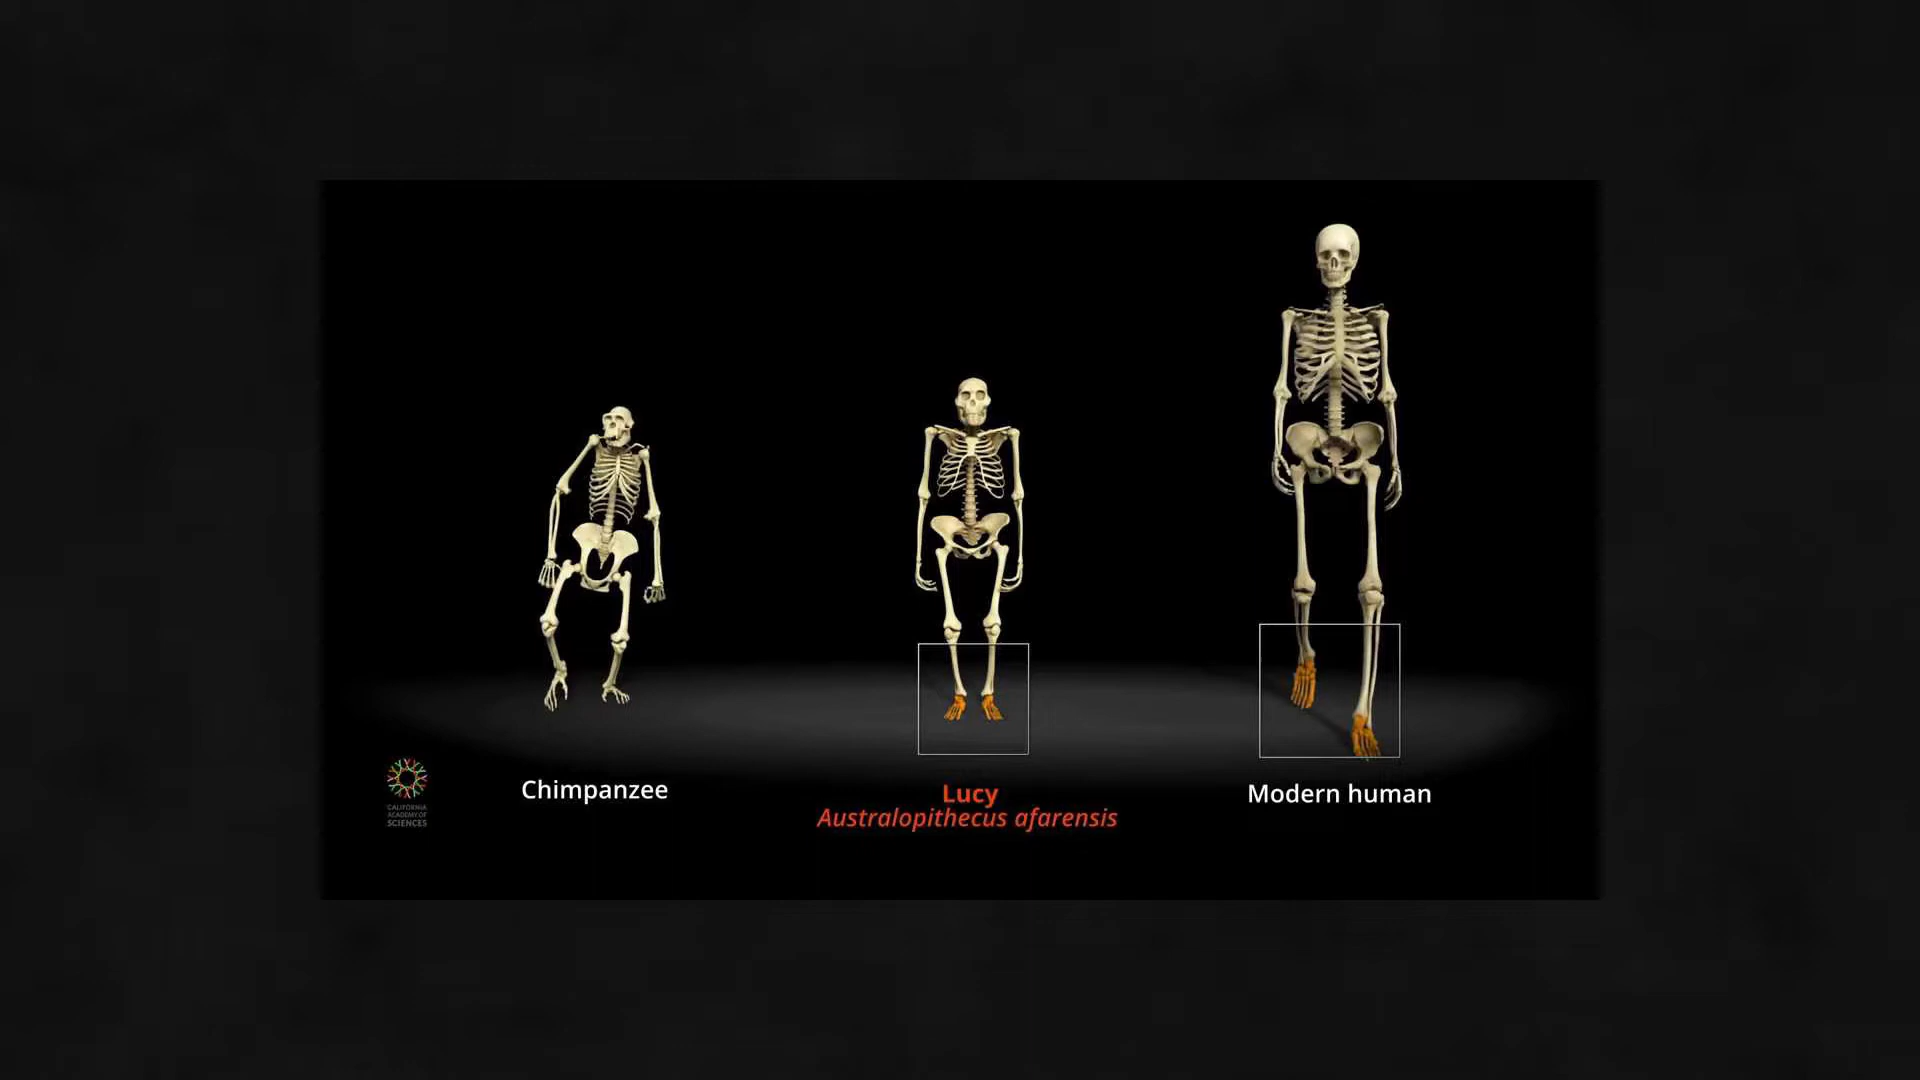 CALIFORNIA
ACADEMY OF
SCIENCES
Chimpanzee
Lucy
Australopithecus afarensis
Modern human